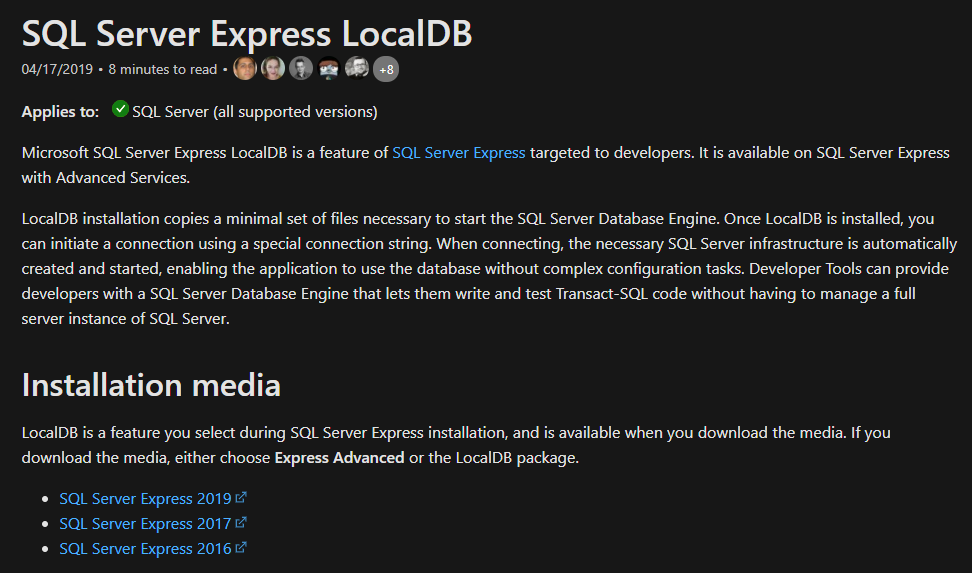 SQL Server Express LocalDB
04/17/2019 • 8 minutes to read • +8
Applies to: SQL Server (all supported versions)
Microsoft SQL Server Express LocalDB is a feature of SQL Server Express targeted to developers. It is available on SQL Server Express
with Advanced Services.
LocalDB installation copies a minimal set of files necessary to start the SQL Server Database Engine. Once LocalDB is installed, you
can initiate a connection using a special connection string. When connecting, the necessary SQL Server infrastructure is automatically
created and started, enabling the application to use the database without complex configuration tasks. Developer Tools can provide
developers with a SQL Server Database Engine that lets them write and test Transact-SQL code without having to manage a full
server instance of SQL Server.
Installation media
LocalDB is a feature you select during SQL Server Express installation, and is available when you download the media. If you
download the media, either choose Express Advanced or the LocalDB package.
• SQL Server Express 2019
• SQL Server Express 2017
• SQL Server Express 2016